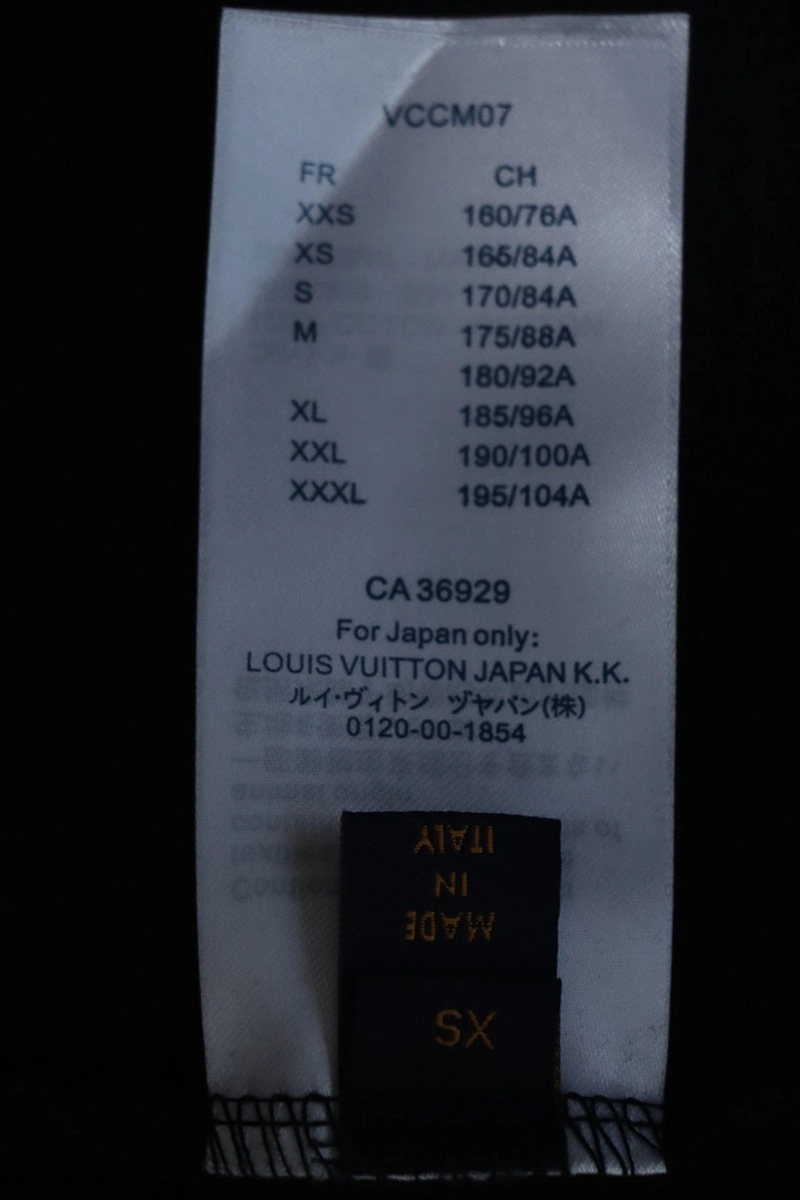 VCCM07
FR CH
XXS 160/76A
XS 165/84A
S 170/84A
M 175/88A
180/92A
XL 185/96A
XXL 190/100A
XXXL 195/104A
CA 36929
For Japan only:
LOUIS VUITTON JAPAN K.K.
ルイ・ヴィトン ヅヤパン(株)
0120-00-1854
MADE
IN
ITALY
XS